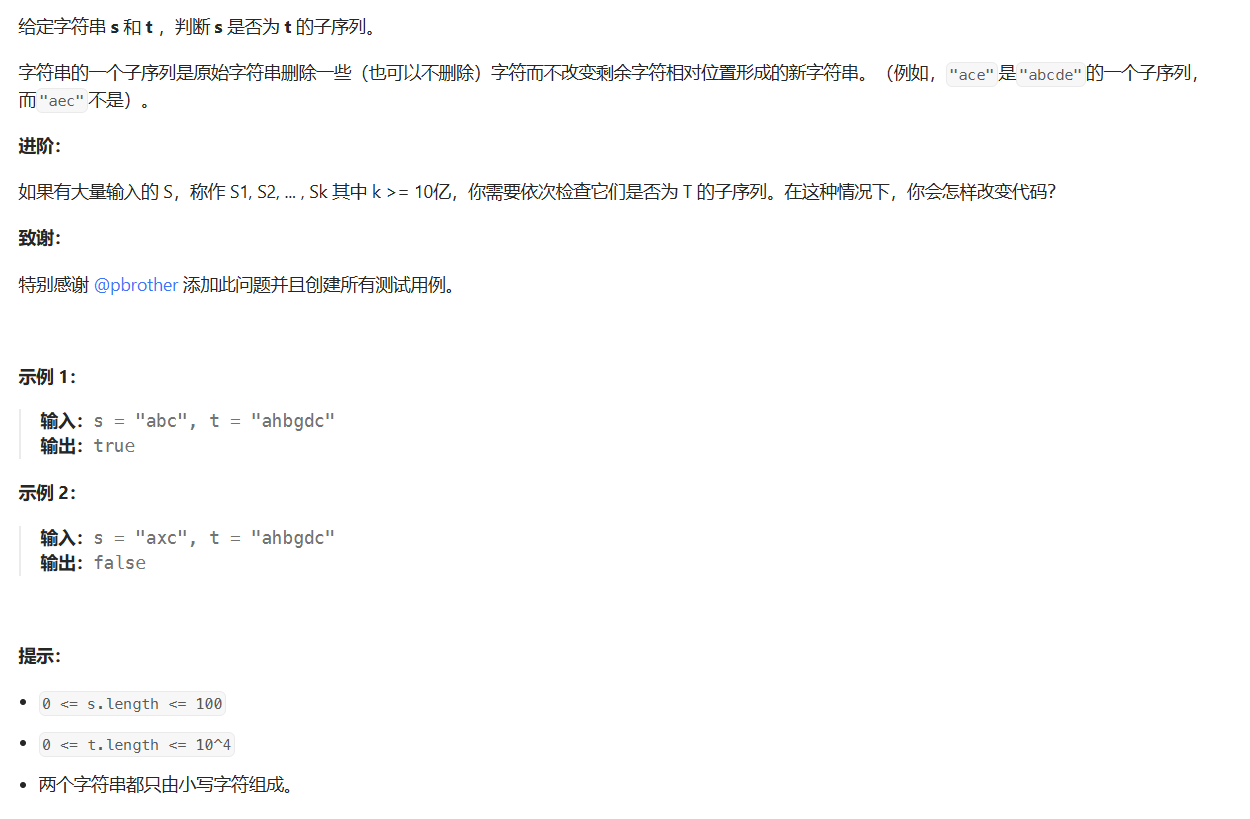 给定字符串 s 和 t ，判断 s 是否为 t 的子序列。
字符串的一个子序列是原始字符串删除一些（也可以不删除）字符而不改变剩余字符相对位置形成的新字符串。（例如，"ace"是"abcde"的一个子序列，
而"aec"不是）。
进阶：
如果有大量输入的 S，称作 S1, S2, ... , Sk 其中 k >= 10亿，你需要依次检查它们是否为 T 的子序列。在这种情况下，你会怎样改变代码？
致谢：
特别感谢 @pbrother 添加此问题并且创建所有测试用例。
示例 1：
输入：s = "abc", t = "ahbgdc"
输出：true
示例 2：
输入：s = "axc", t = "ahbgdc"
输出：false
提示：
• 0 <= s.length <= 100
• 0 <= t.length <= 10^4
• 两个字符串都只由小写字符组成。